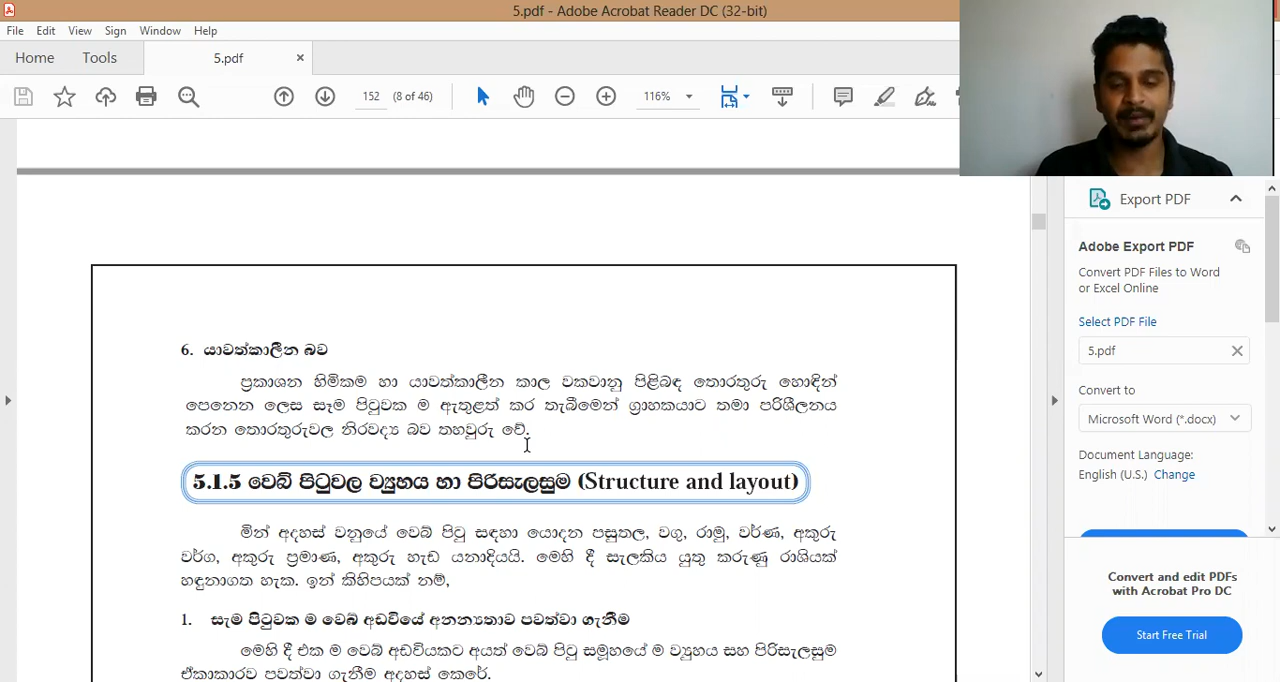 5.pdf - Adobe Acrobat Reader DC (32-bit)
File Edit View Sign Window Help
Home Tools 5.pdf ×
152 (8 of 46) 116%
Export PDF
Adobe Export PDF
Convert PDF Files to Word
or Excel Online
Select PDF File
5.pdf
Convert to
Microsoft Word (*.docx)
Document Language:
English (U.S.) Change
Convert and edit PDFs
with Acrobat Pro DC
Start Free Trial
6. යාවත්කාලීන බව
ප්‍රකාශන හිමිකම හා යාවත්කාලීන කාල වකවානු පිළිබඳ තොරතුරු හොඳින්
පෙනෙන ලෙස සෑම පිටුවක ම ඇතුළත් කර තැබීමෙන් ග්‍රාහකයාට තමා පරිශීලනය
කරන තොරතුරුවල නිරවද්‍ය බව තහවුරු වේ.
5.1.5 වෙබ් පිටුවල ව්‍යුහය හා පිරිසැලසුම (Structure and layout)
මින් අදහස් වනුයේ වෙබ් පිටු සඳහා යොදන පසුතල, වගු, රාමු, වර්ණ, අකුරු
වර්ග, අකුරු ප්‍රමාණ, අකුරු හැඩ යනාදියයි. මෙහි දී සැලකිය යුතු කරුණු රාශියක්
හඳුනාගත හැක. ඉන් කිහිපයක් නම්,
1. සැම පිටුවක ම වෙබ් අඩවියේ අනන්‍යතාව පවත්වා ගැනීම
මෙහි දී එක ම වෙබ් අඩවියකට අයත් වෙබ් පිටු සමූහයේ ම ව්‍යුහය සහ පිරිසැලසුම
ඒකාකාරව පවත්වා ගැනීම අදහස් කෙරේ.